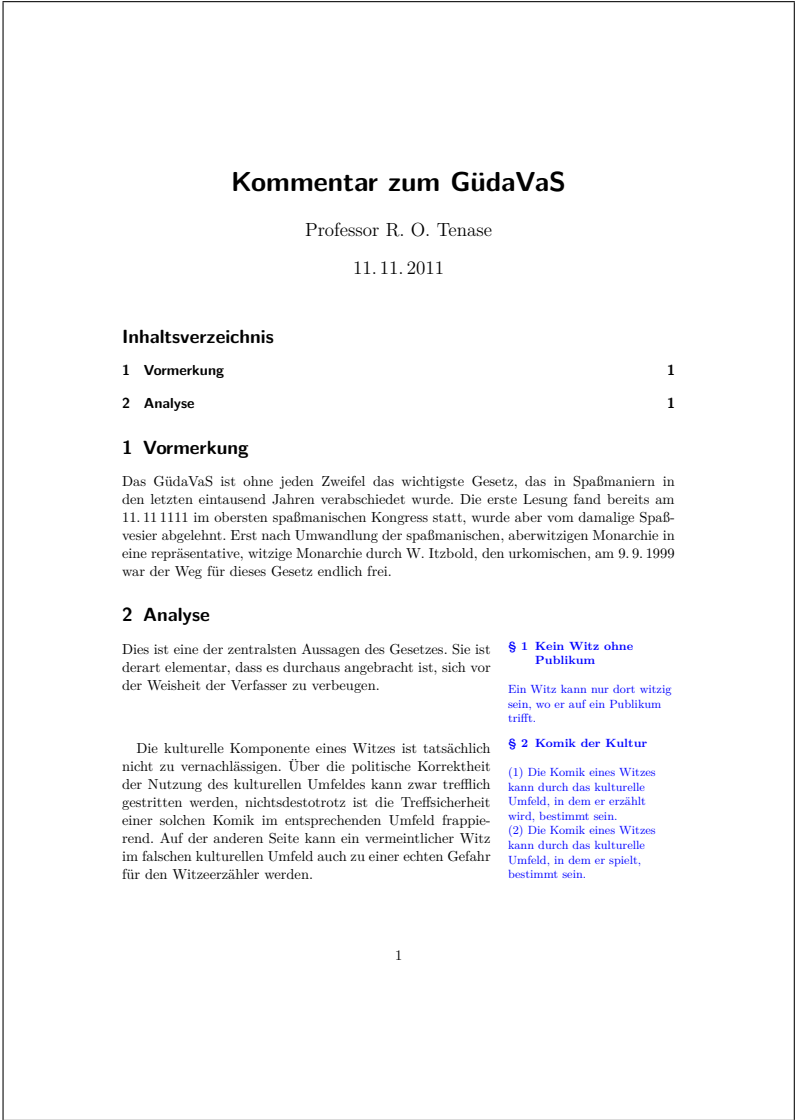 Kommentar zum GüdaVaS
Professor R. O. Tenase
11. 11. 2011
Inhaltsverzeichnis
1 Vormerkung 1
2 Analyse 1
1 Vormerkung
Das GüdaVaS ist ohne jeden Zweifel das wichtigste Gesetz, das in Spaßmaniern in
den letzten eintausend Jahren verabschiedet wurde. Die erste Lesung fand bereits am
11. 11 1111 im obersten spaßmanischen Kongress statt, wurde aber vom damalige Spaß-
vesier abgelehnt. Erst nach Umwandlung der spaßmanischen, aberwitzigen Monarchie in
eine repräsentative, witzige Monarchie durch W. Itzbold, den urkomischen, am 9. 9. 1999
war der Weg für dieses Gesetz endlich frei.
2 Analyse
Dies ist eine der zentralsten Aussagen des Gesetzes. Sie ist
derart elementar, dass es durchaus angebracht ist, sich vor
der Weisheit der Verfasser zu verbeugen.
§ 1 Kein Witz ohne
Publikum
Ein Witz kann nur dort witzig
sein, wo er auf ein Publikum
trifft.
Die kulturelle Komponente eines Witzes ist tatsächlich
nicht zu vernachlässigen. Über die politische Korrektheit
der Nutzung des kulturellen Umfeldes kann zwar trefflich
gestritten werden, nichtsdestotrotz ist die Treffsicherheit
einer solchen Komik im entsprechenden Umfeld frappie-
rend. Auf der anderen Seite kann ein vermeintlicher Witz
im falschen kulturellen Umfeld auch zu einer echten Gefahr
für den Witzeerzähler werden.
§ 2 Komik der Kultur
(1) Die Komik eines Witzes
kann durch das kulturelle
Umfeld, in dem er erzählt
wird, bestimmt sein.
(2) Die Komik eines Witzes
kann durch das kulturelle
Umfeld, in dem er spielt,
bestimmt sein.
1